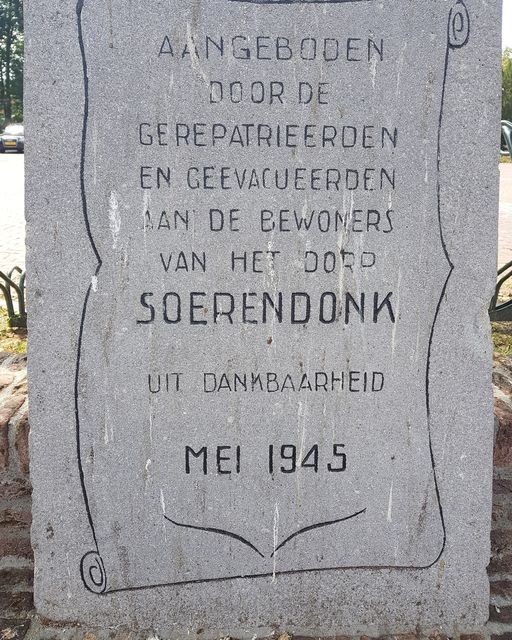 AANGEBODEN
DOOR DE
GEREPATRIEERDEN
EN GEEVACUEERDEN
AAN DE BEWONERS
VAN HET DORP
SOERENDONK
UIT DANKBAARHEID
MEI 1945